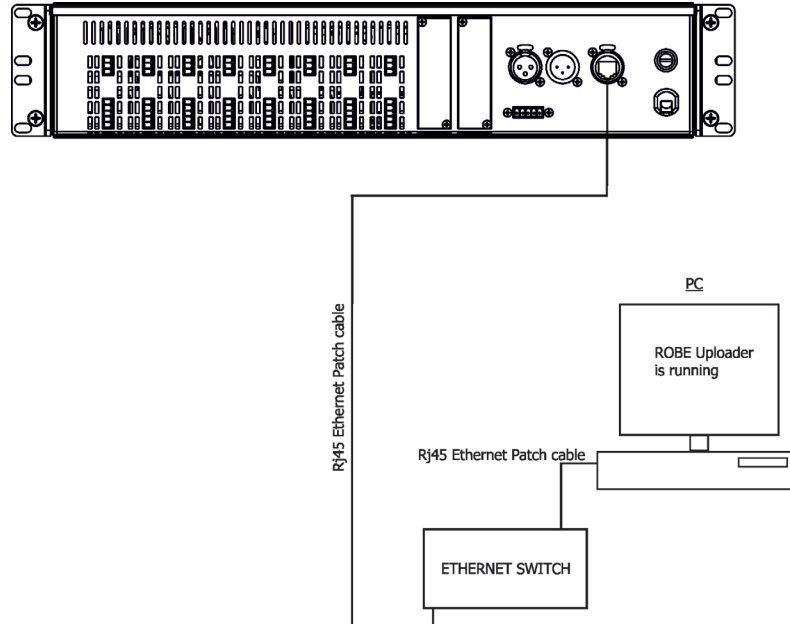 PC
ROBE Uploader
is running
Rj45 Ethernet Patch cable
Rj45 Ethernet Patch cable
ETHERNET SWITCH